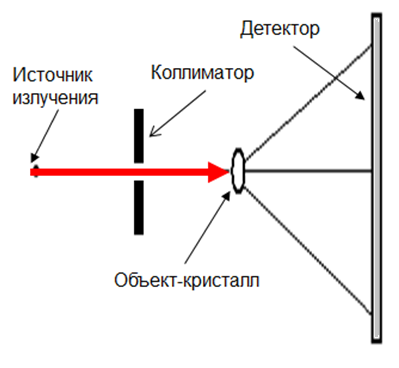 Детектор
Источник
излучения
Коллиматор
Объект-кристалл